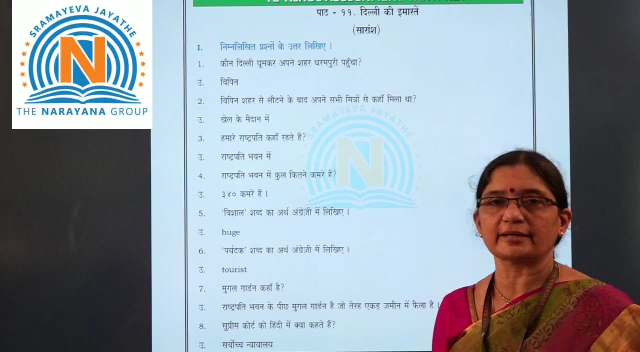 SRAMAYEVA JAYATHE
N
THE NARAYANA GROUP
पाठ - ११. दिल्ली की इमारतें
(सारांश)
I. निम्नलिखित प्रश्नों के उत्तर लिखिए ।
1. कौन दिल्ली घूमकर अपने शहर धरमपुरी पहुँचा?
उ. विपिन
2. विपिन शहर से लौटने के बाद अपने सभी मित्रों से कहाँ मिला था?
उ. खेल के मैदान में
3. हमारे राष्ट्रपति कहाँ रहते हैं?
उ. राष्ट्रपति भवन में
4. राष्ट्रपति भवन में कुल कितने कमरे हैं?
उ. ३४० कमरे हैं ।
5. 'विशाल' शब्द का अर्थ अंग्रेज़ी में लिखिए ।
उ. huge
6. 'पर्यटक' शब्द का अर्थ अंग्रेज़ी में लिखिए ।
उ. tourist
7. मुगल गार्डन कहाँ है?
उ. राष्ट्रपति भवन के पीछे मुगल गार्डन है जो तेरह एकड़ जमीन में फैला है ।
8. सुप्रीम कोर्ट को हिंदी में क्या कहते हैं?
उ. सर्वोच्च न्यायालय
SRAMAYEVA JAYATHE
N